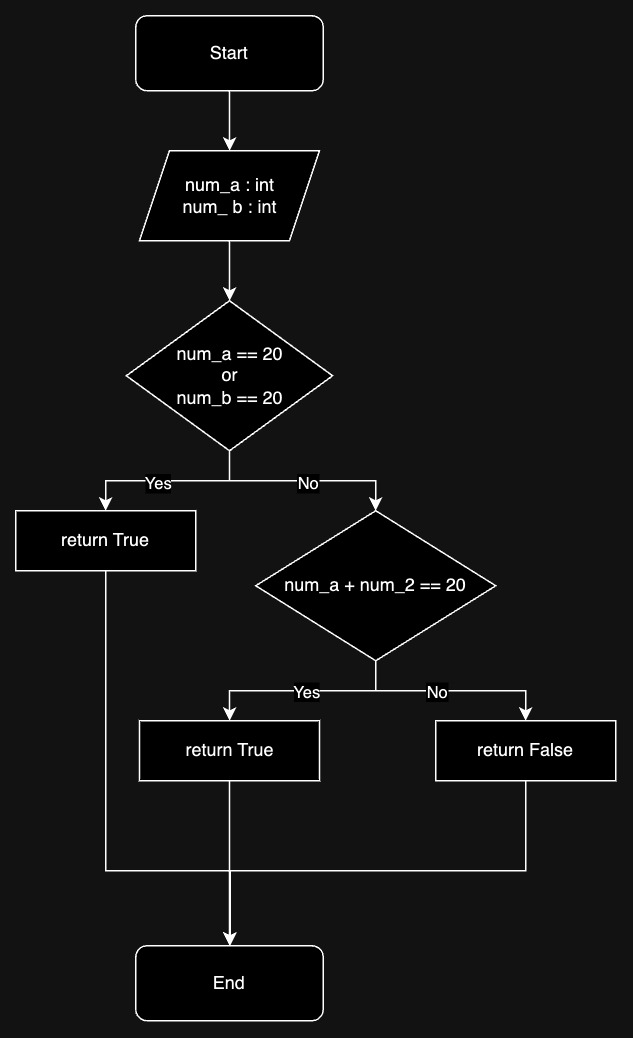 Start
num_a : int
num_ b : int
num_a == 20
or
num_b == 20
Yes
No
return True
num_a + num_2 == 20
Yes
No
return True
return False
End